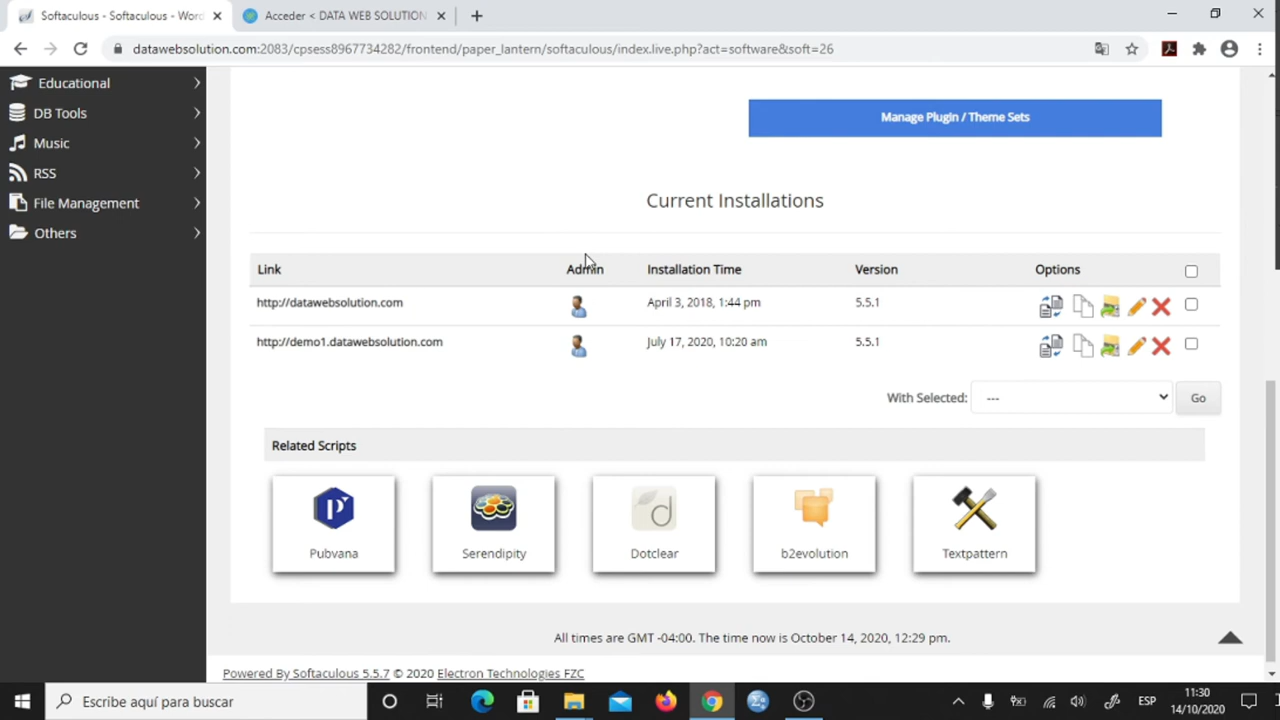 Softaculous - Softaculous - Wor
Acceder < DATA WEB SOLUTION
datawebsolution.com:2083/cpsess8967734282/frontend/paper_lantern/softaculous/index.live.php?act=software&soft=26
Educational
DB Tools
Music
RSS
File Management
Others
Manage Plugin / Theme Sets
Current Installations
Link Admin Installation Time Version Options
http://datawebsolution.com April 3, 2018, 1:44 pm 5.5.1
http://demo1.datawebsolution.com July 17, 2020, 10:20 am 5.5.1
With Selected: --- Go
Related Scripts
Pubvana Serendipity Dotclear b2evolution Textpattern
All times are GMT -04:00. The time now is October 14, 2020, 12:29 pm.
Powered By Softaculous 5.5.7 © 2020 Electron Technologies FZC
Escribe aquí para buscar
ESP
11:30
14/10/2020